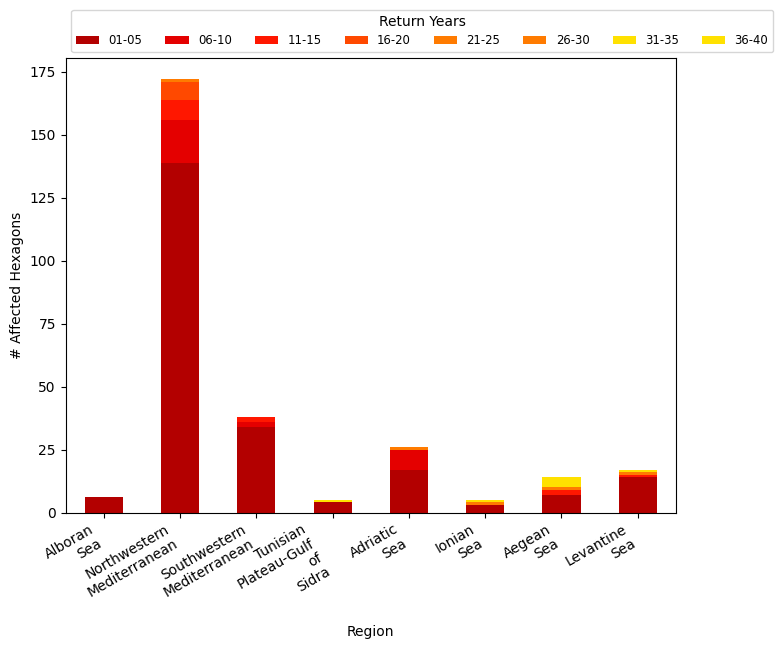 Return Years
01-05 06-10 11-15 16-20 21-25 26-30 31-35 36-40
# Affected Hexagons
175
150
125
100
75
50
25
0
Alboran
Sea
Northwestern
Mediterranean
Southwestern
Mediterranean
Tunisian
Plateau-Gulf
of
Sidra
Adriatic
Sea
Ionian
Sea
Aegean
Sea
Levantine
Sea
Region